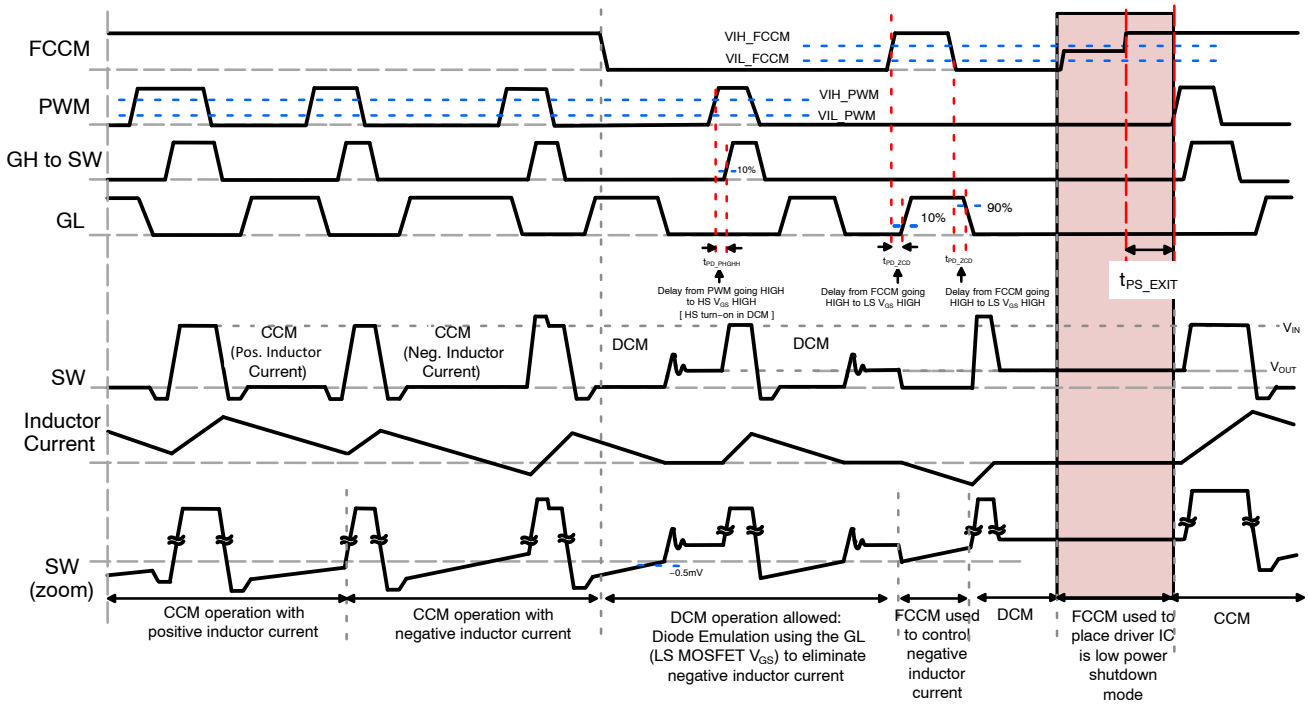 FCCM
VIH_FCCM
VIL_FCCM
PWM
VIH_PWM
VIL_PWM
GH to SW
10%
GL
10%
90%
tPD_PHGHH
tPD_ZCD
tPD_ZCD
tPS_EXIT
Delay from PWM going HIGH
to HS VGS HIGH
[ HS turn-on in DCM ]
Delay from FCCM going
HIGH to LS VGS HIGH
Delay from FCCM going
HIGH to LS VGS HIGH
SW
CCM
(Pos. Inductor
Current)
CCM
(Neg. Inductor
Current)
DCM
DCM
VIN
VOUT
Inductor
Current
SW
(zoom)
-0.5mV
CCM operation with
positive inductor current
CCM operation with
negative inductor current
DCM operation allowed:
Diode Emulation using the GL
(LS MOSFET VGS) to eliminate
negative inductor current
FCCM used
to control
negative
inductor
current
DCM
FCCM used to
place driver IC
is low power
shutdown
mode
CCM